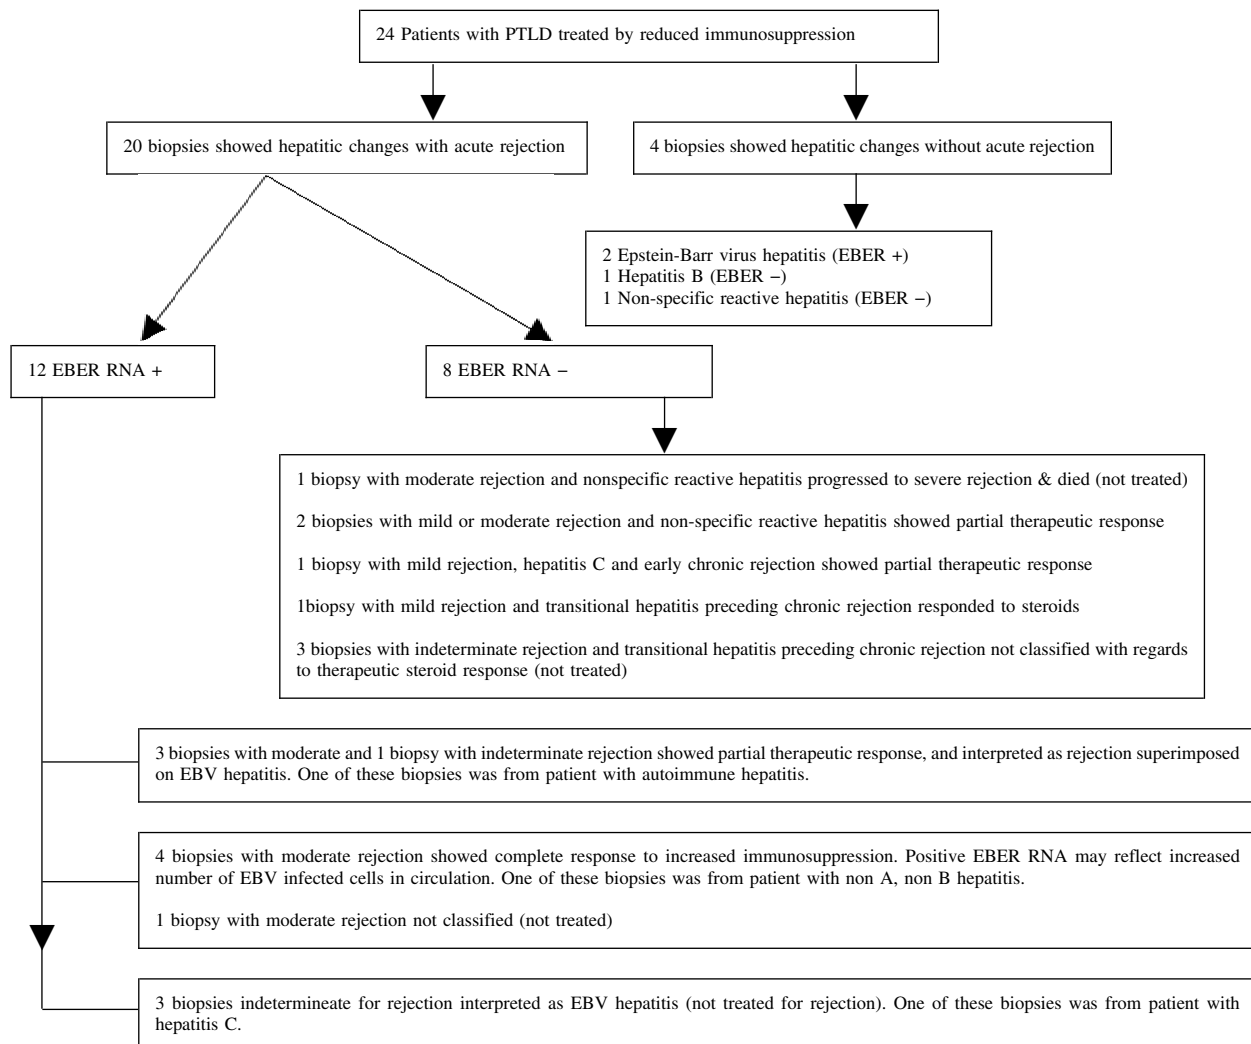 24 Patients with PTLD treated by reduced immunosuppression
20 biopsies showed hepatitic changes with acute rejection
4 biopsies showed hepatitic changes without acute rejection
2 Epstein-Barr virus hepatitis (EBER +)
1 Hepatitis B (EBER −)
1 Non-specific reactive hepatitis (EBER −)
12 EBER RNA +
8 EBER RNA −
1 biopsy with moderate rejection and nonspecific reactive hepatitis progressed to severe rejection & died (not treated)
2 biopsies with mild or moderate rejection and non-specific reactive hepatitis showed partial therapeutic response
1 biopsy with mild rejection, hepatitis C and early chronic rejection showed partial therapeutic response
1biopsy with mild rejection and transitional hepatitis preceding chronic rejection responded to steroids
3 biopsies with indeterminate rejection and transitional hepatitis preceding chronic rejection not classified with regards
to therapeutic steroid response (not treated)
3 biopsies with moderate and 1 biopsy with indeterminate rejection showed partial therapeutic response, and interpreted as rejection superimposed
on EBV hepatitis. One of these biopsies was from patient with autoimmune hepatitis.
4 biopsies with moderate rejection showed complete response to increased immunosuppression. Positive EBER RNA may reflect increased
number of EBV infected cells in circulation. One of these biopsies was from patient with non A, non B hepatitis.
1 biopsy with moderate rejection not classified (not treated)
3 biopsies indetermineate for rejection interpreted as EBV hepatitis (not treated for rejection). One of these biopsies was from patient with
hepatitis C.